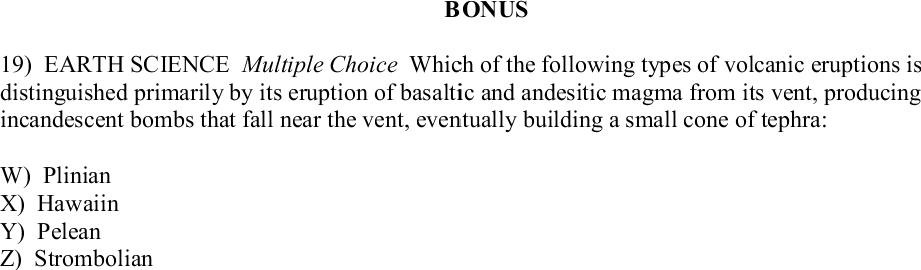 BONUS
19) EARTH SCIENCE Multiple Choice Which of the following types of volcanic eruptions is
distinguished primarily by its eruption of basaltic and andesitic magma from its vent, producing
incandescent bombs that fall near the vent, eventually building a small cone of tephra:
W) Plinian
X) Hawaiin
Y) Pelean
Z) Strombolian